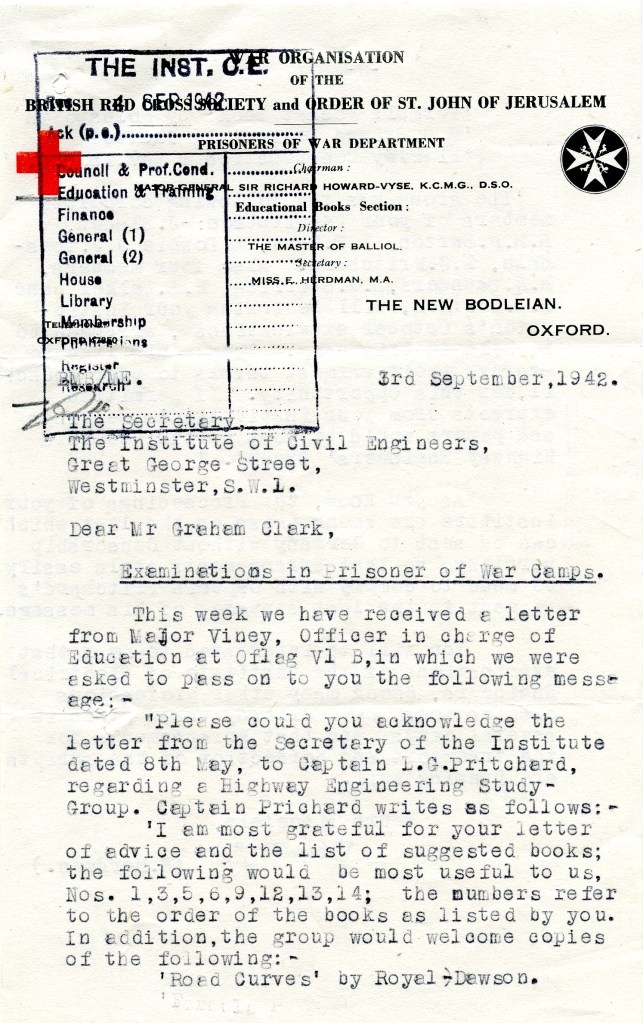 WAR ORGANISATION
OF THE
BRITISH RED CROSS SOCIETY and ORDER OF ST. JOHN OF JERUSALEM
PRISONERS OF WAR DEPARTMENT
Chairman:
MAJOR-GENERAL SIR RICHARD HOWARD-VYSE, K.C.M.G., D.S.O.
Educational Books Section:
Director:
THE MASTER OF BALLIOL.
Secretary:
MISS E. HERDMAN, M.A.
THE NEW BODLEIAN.
OXFORD.
TELEPHONE:
OXFORD
THE INST. C.E.
4 SEP 1942
Ack (p.c.)
Council & Prof.Cond.
Education & Training
Finance
General (1)
General (2)
House
Library
Membership
Register
Research
3rd September,1942.
The Secretary,
The Institute of Civil Engineers,
Great George Street,
Westminster,S.W.1.
Dear Mr Graham Clark,
Examinations in Prisoner of War Camps.
This week we have received a letter
from Major Viney, Officer in charge of
Education at Oflag Vl B,in which we were
asked to pass on to you the following mess-
age:-
"Please could you acknowledge the
letter from the Secretary of the Institute
dated 8th May, to Captain L.G.Pritchard,
regarding a Highway Engineering Study-
Group. Captain Prichard writes as follows:-
'I am most grateful for your letter
of advice and the list of suggested books;
the following would be most useful to us,
Nos. 1,3,5,6,9,12,13,14; the numbers refer
to the order of the books as listed by you.
In addition,the group would welcome copies
of the following:-
'Road Curves' by Royal-Dawson.